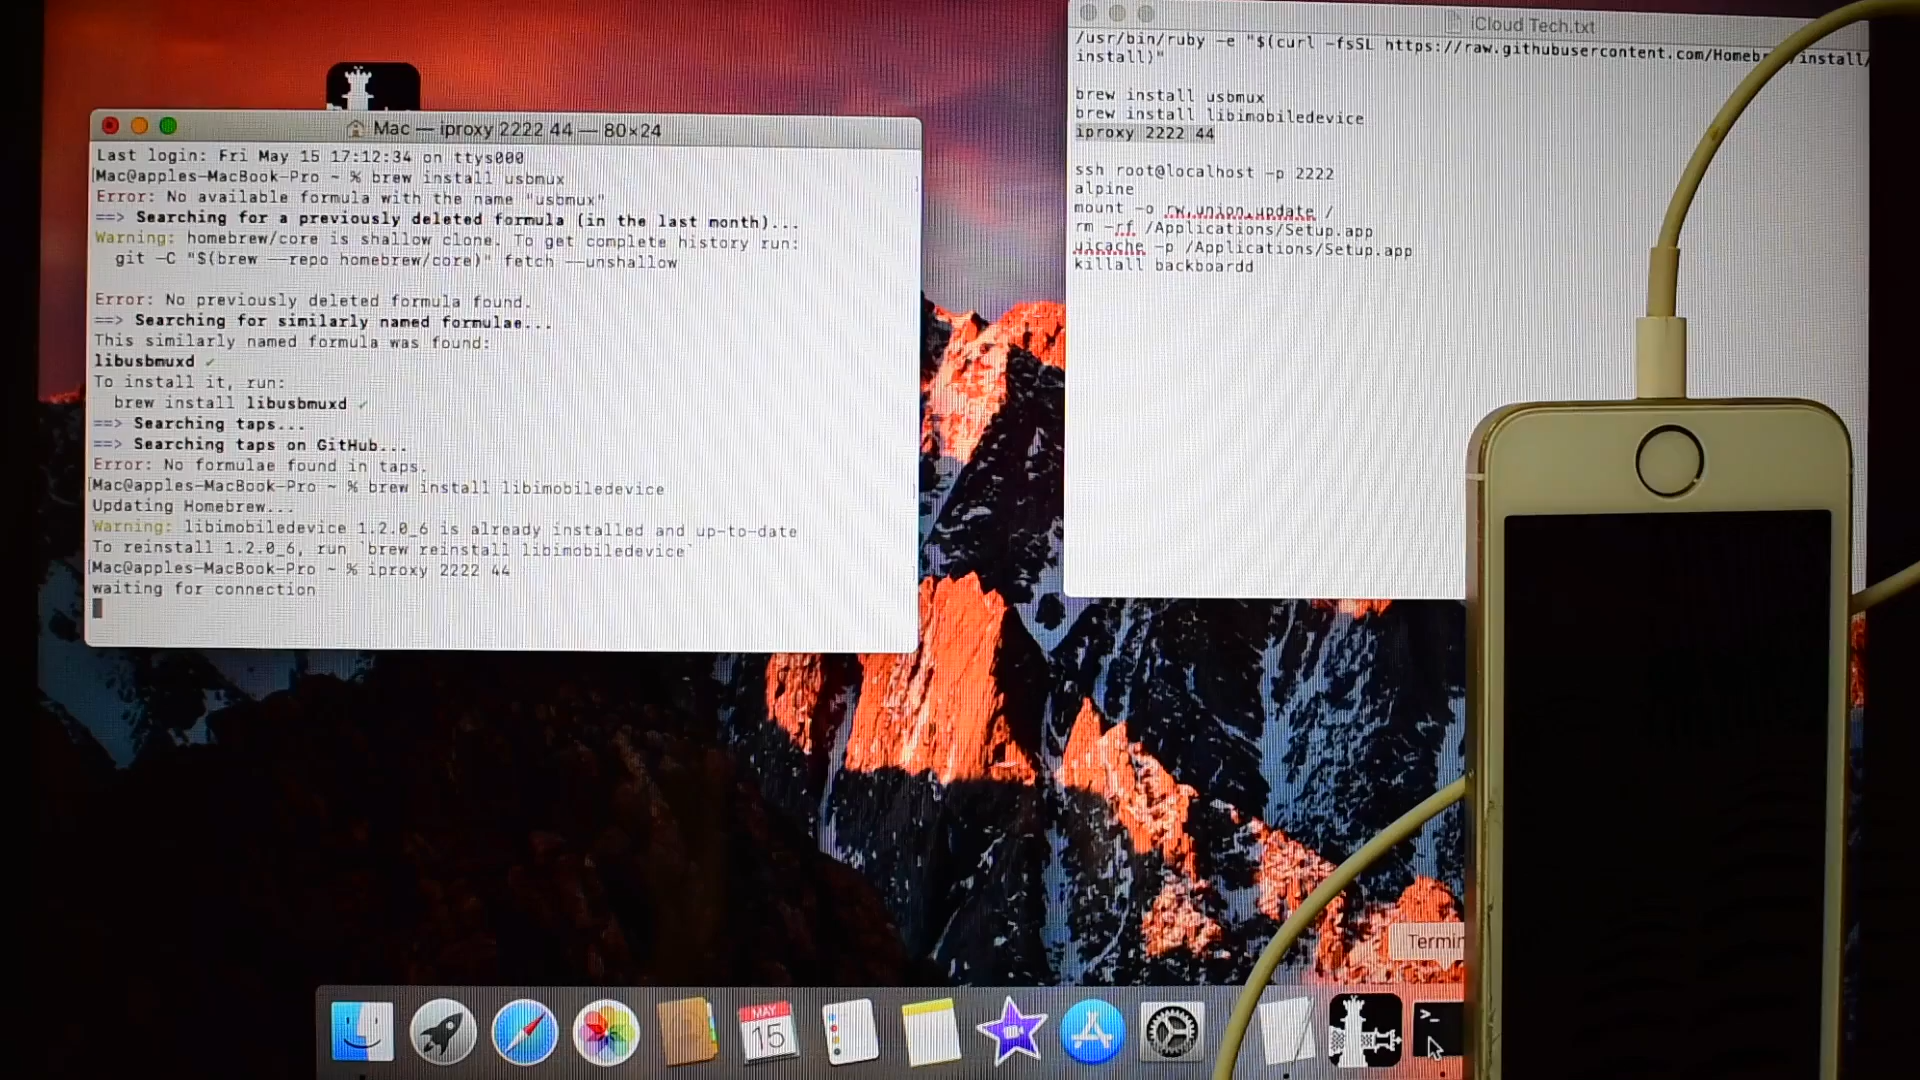 Mac — iproxy 2222 44 — 80×24
Last login: Fri May 15 17:12:34 on ttys000
[Mac@apples-MacBook-Pro ~ % brew install usbmux
Error: No available formula with the name "usbmux"
==> Searching for a previously deleted formula (in the last month)...
Warning: homebrew/core is shallow clone. To get complete history run:
git -C "$(brew --repo homebrew/core)" fetch --unshallow
Error: No previously deleted formula found.
==> Searching for similarly named formulae...
This similarly named formula was found:
libusbmuxd ✓
To install it, run:
brew install libusbmuxd ✓
==> Searching taps...
==> Searching taps on GitHub...
Error: No formulae found in taps.
[Mac@apples-MacBook-Pro ~ % brew install libimobiledevice
Updating Homebrew...
Warning: libimobiledevice 1.2.0_6 is already installed and up-to-date
To reinstall 1.2.0_6, run `brew reinstall libimobiledevice`
[Mac@apples-MacBook-Pro ~ % iproxy 2222 44
waiting for connection
iCloud Tech.txt
/usr/bin/ruby -e "$(curl -fsSL https://raw.githubusercontent.com/Homeb /install/
install)"
brew install usbmux
brew install libimobiledevice
iproxy 2222 44
ssh root@localhost -p 2222
alpine
mount -o rw,union,update /
rm -rf /Applications/Setup.app
uicache -p /Applications/Setup.app
killall backboardd
Termin
MAY
15
>_